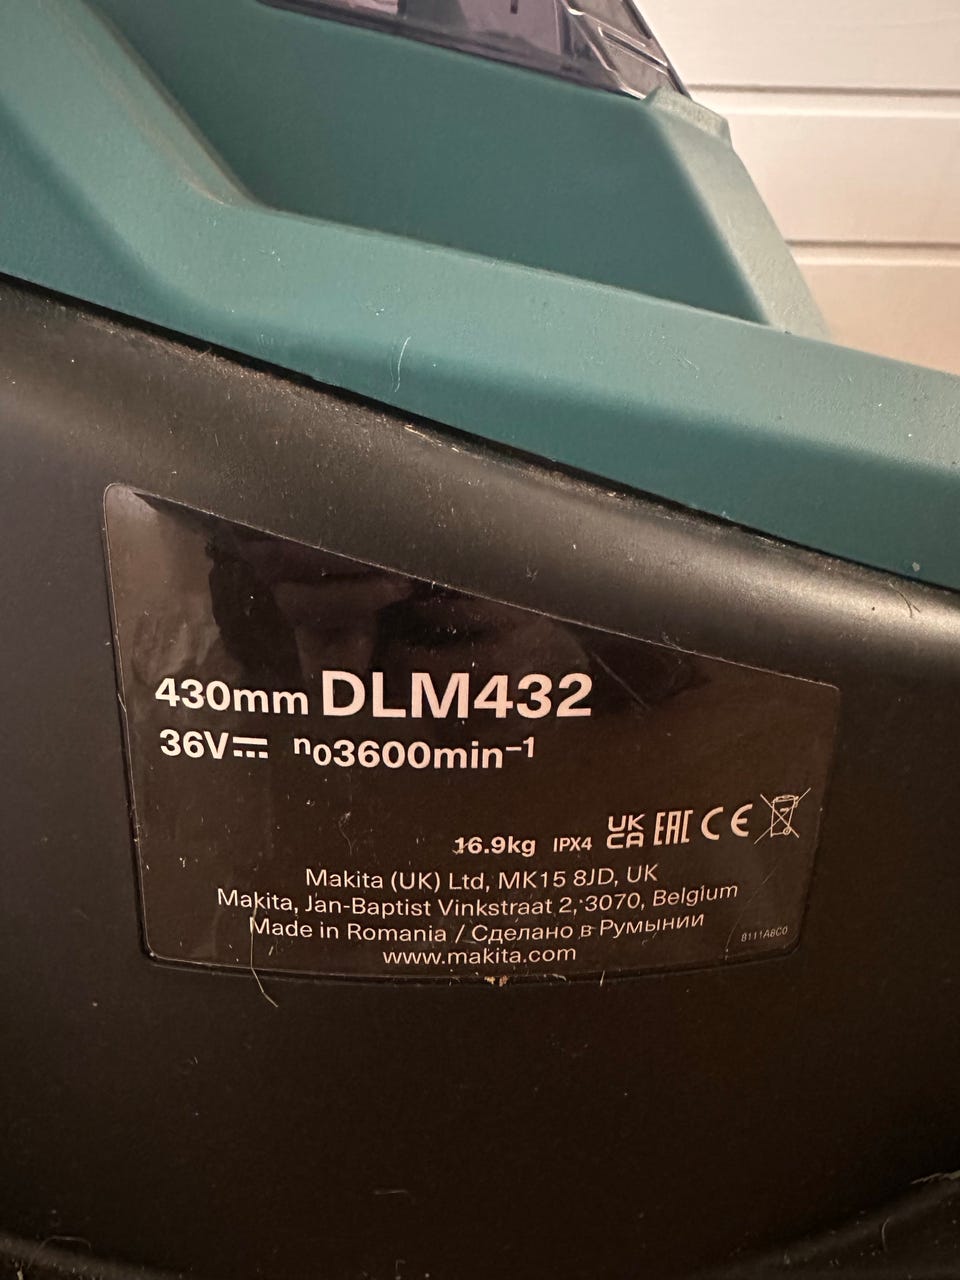 430mm DLM432
36V⎓ n₀3600min⁻¹
16.9kg IPX4 UK CA EAC CE
Makita (UK) Ltd, MK15 8JD, UK
Makita, Jan-Baptist Vinkstraat 2, 3070, Belgium
Made in Romania / Сделано в Румынии
8111A8C0
www.makita.com